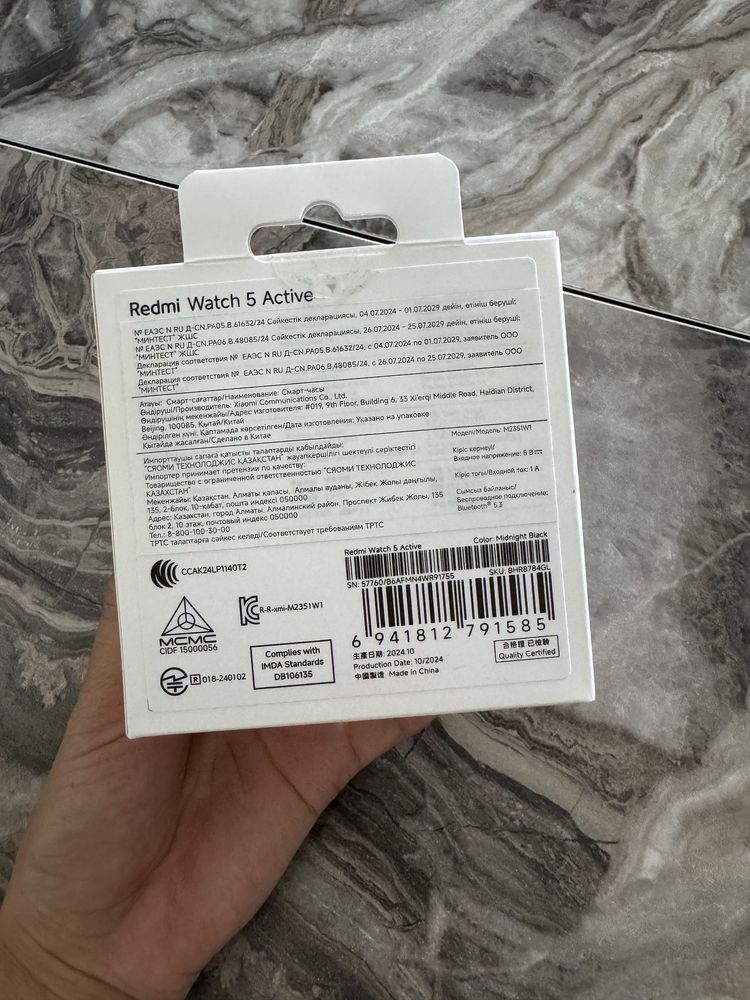 Redmi Watch 5 Active
№ ЕАЭС N RU Д-CN.РА05.В.61632/24 Сәйкестік декларациясы, 04.07.2024 - 01.07.2029 дейін, өтініш беруші:
"МИНТЕСТ" ЖШС
№ ЕАЭС N RU Д-CN.РА06.В.48085/24 Сәйкестік декларациясы, 26.07.2024 - 25.07.2029 дейін, өтініш беруші:
"МИНТЕСТ" ЖШС
Декларация соответствия № ЕАЭС N RU Д-CN.РА05.В.61632/24, с 04.07.2024 по 01.07.2029, заявитель ООО
"МИНТЕСТ"
Декларация соответствия № ЕАЭС N RU Д-CN.РА06.В.48085/24, с 26.07.2024 по 25.07.2029, заявитель ООО
"МИНТЕСТ"
Атауы: Смарт-сағаттар/Наименование: Смарт-часы
Өндіруші/Производитель: Xiaomi Communications Co., Ltd.
Өндірушінің мекенжайы/Адрес изготовителя: #019, 9th Floor, Building 6, 33 Xi'erqi Middle Road, Haidian District,
Beijing, 100085, Қытай/Китай
Өндірілген күні: Қаптамада көрсетілген/Дата изготовления: Указано на упаковке
Қытайда жасалған/Сделано в Китае
Импорттаушы сапаға қатысты талаптарды қабылдайды:
"СЯОМИ ТЕХНОЛОДЖИС ҚАЗАҚСТАН" жауапкершілігі шектеулі серіктестігі
Импортер принимает претензии по качеству:
Товарищество с ограниченной ответственностью "СЯОМИ ТЕХНОЛОДЖИС
КАЗАХСТАН"
Мекенжайы: Қазақстан, Алматы қаласы, Алмалы ауданы, Жибек Жолы даңғылы,
135, 2-блок, 10-қабат, пошта индексі 050000
Адрес: Казахстан, город Алматы, Алмалинский район, Проспект Жибек Жолы, 135
блок 2, 10 этаж, почтовый индекс 050000
Тел.: 8-800-100-30-00
ТРТС талаптарға сәйкес келеді/Соответствует требованиям ТРТС
Моделі/Модель: M2351W1
Кіріс кернеуі/
Входное напряжение: 5 В⎓
Кіріс тогы/Входной ток: 1 А
Сымсыз байланыс/
Беспроводное подключение:
Bluetooth® 5.3
CCAK24LP1140T2
MCMC
CIDF 15000056
R-R-xmi-M2351W1
R 018-240102
Complies with
IMDA Standards
DB106135
Redmi Watch 5 Active
Color: Midnight Black
SN: 57760/B6AFMN4WR91755
SKU: BHR8784GL
6 941812 791585
生產日期: 2024.10
Production Date: 10/2024
中國製造 Made in China
合格證 已檢驗
Quality Certified